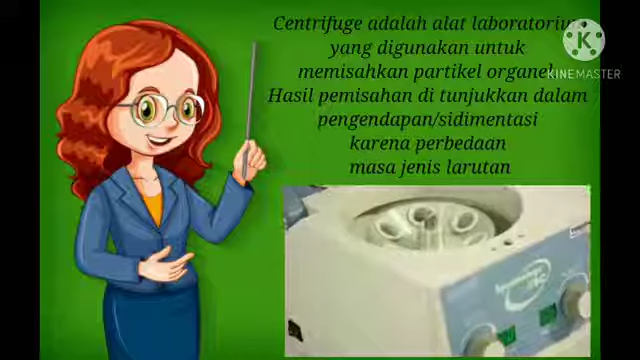 Centrifuge adalah alat laboratorium
yang digunakan untuk
memisahkan partikel organel
Hasil pemisahan di tunjukkan dalam
pengendapan/sidimentasi
karena perbedaan
masa jenis larutan
KINEMASTER